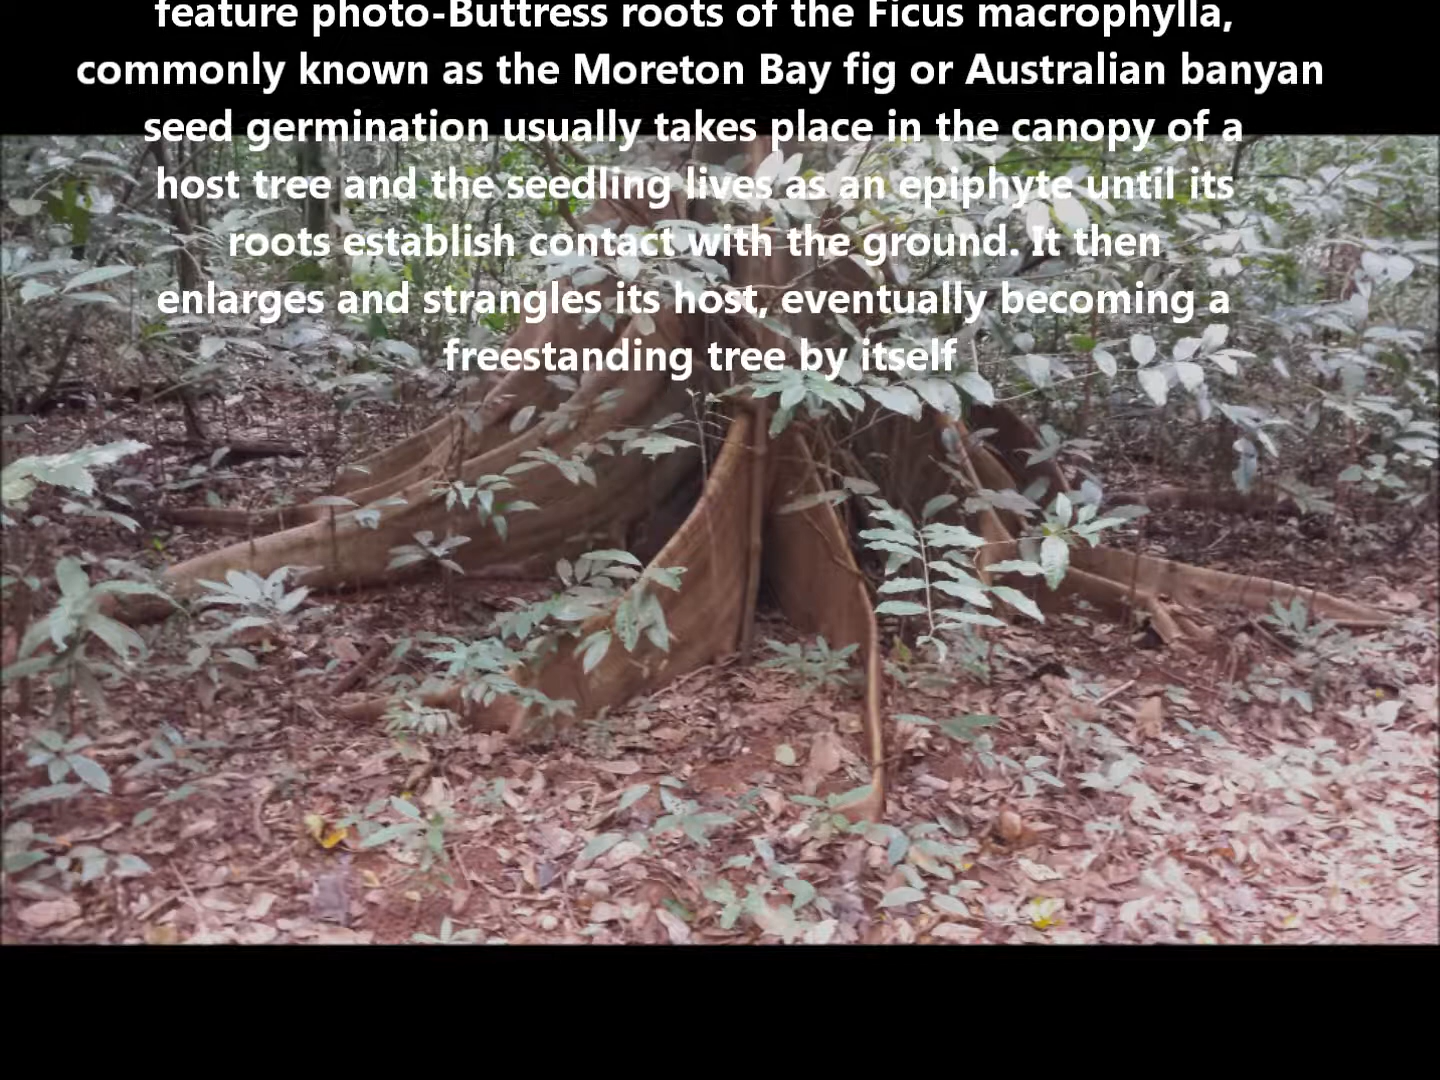 feature photo-Buttress roots of the Ficus macrophylla,
commonly known as the Moreton Bay fig or Australian banyan
seed germination usually takes place in the canopy of a
host tree and the seedling lives as an epiphyte until its
roots establish contact with the ground. It then
enlarges and strangles its host, eventually becoming a
freestanding tree by itself